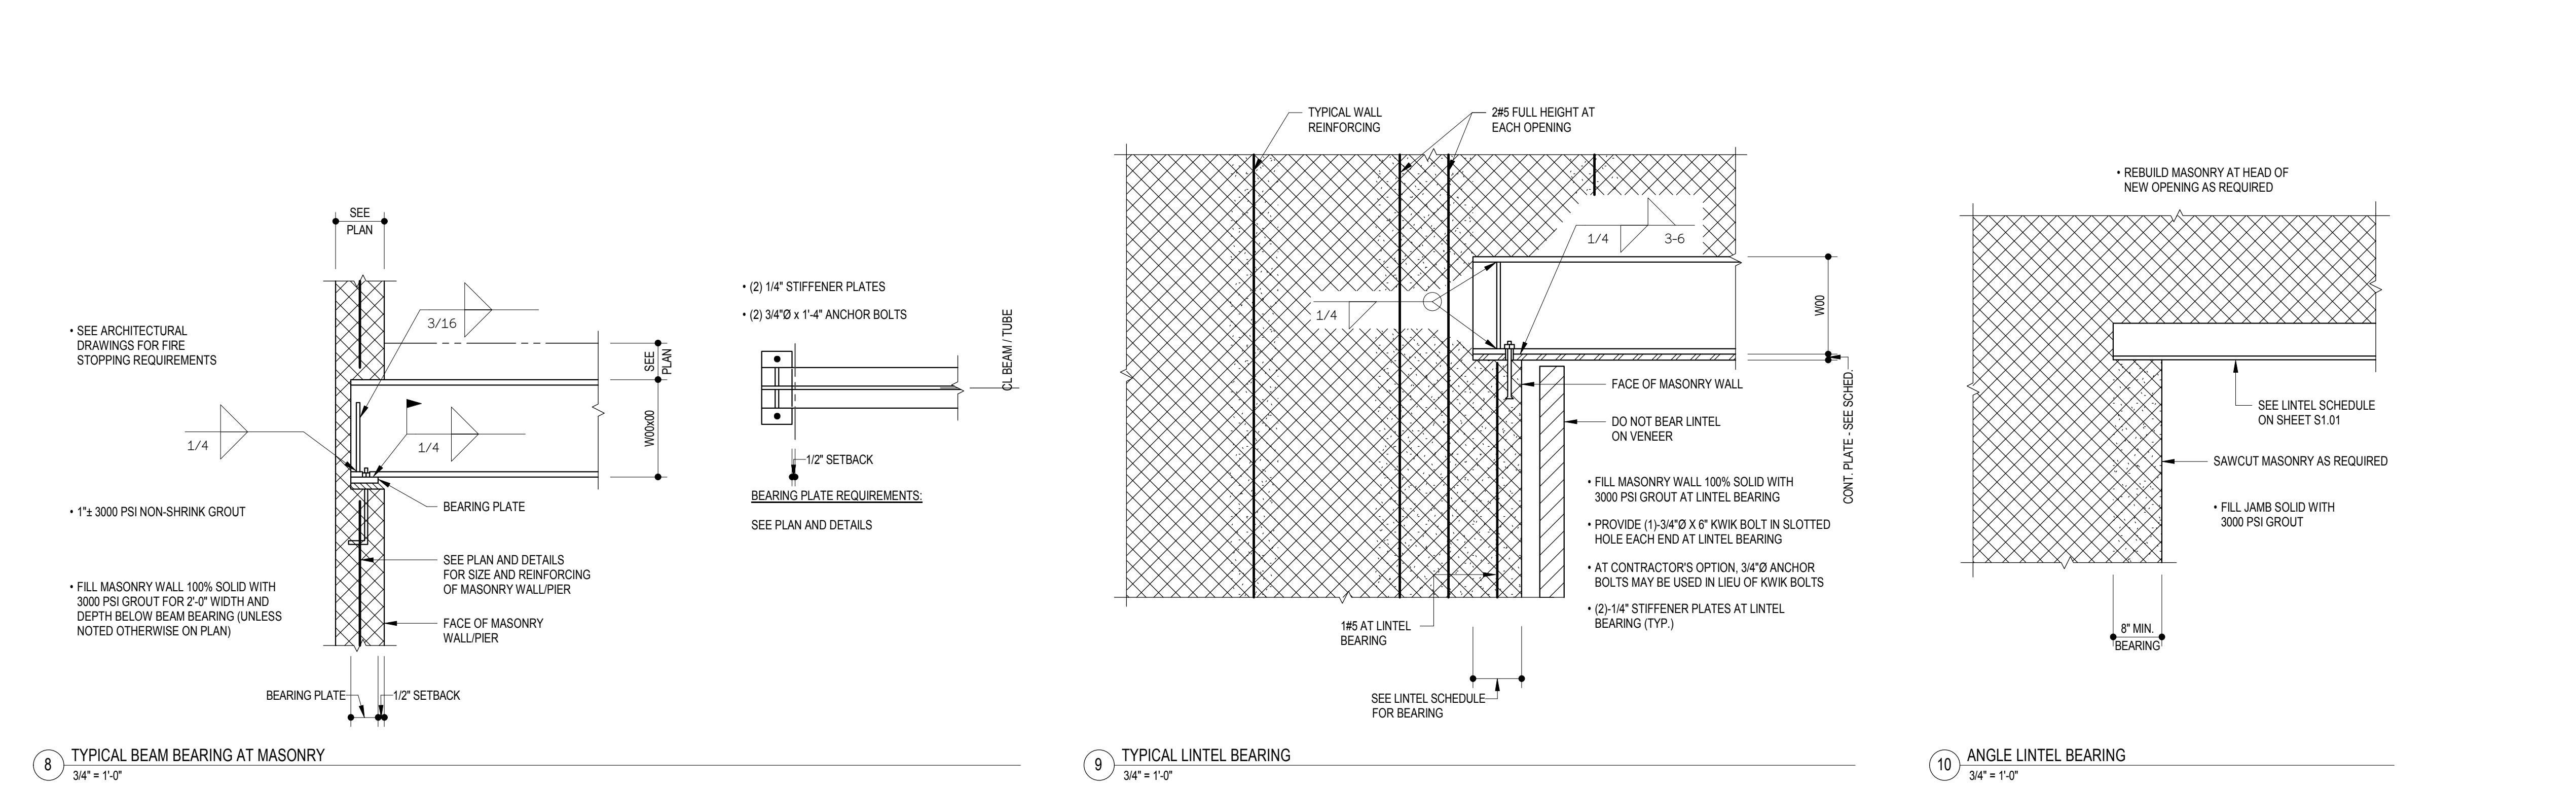 SEE
PLAN
3/16
• SEE ARCHITECTURAL
DRAWINGS FOR FIRE
STOPPING REQUIREMENTS
SEE
PLAN
W00x00
1/4
1/4
• 1"± 3000 PSI NON-SHRINK GROUT
BEARING PLATE
SEE PLAN AND DETAILS
FOR SIZE AND REINFORCING
OF MASONRY WALL/PIER
• FILL MASONRY WALL 100% SOLID WITH
3000 PSI GROUT FOR 2'-0" WIDTH AND
DEPTH BELOW BEAM BEARING (UNLESS
NOTED OTHERWISE ON PLAN)
FACE OF MASONRY
WALL/PIER
BEARING PLATE
1/2" SETBACK
• (2) 1/4" STIFFENER PLATES
• (2) 3/4"Ø x 1'-4" ANCHOR BOLTS
CL BEAM / TUBE
1/2" SETBACK
BEARING PLATE REQUIREMENTS:
SEE PLAN AND DETAILS
8
TYPICAL BEAM BEARING AT MASONRY
3/4" = 1'-0"
TYPICAL WALL
REINFORCING
2#5 FULL HEIGHT AT
EACH OPENING
1/4
3-6
1/4
W00
CONT. PLATE - SEE SCHED.
FACE OF MASONRY WALL
DO NOT BEAR LINTEL
ON VENEER
• FILL MASONRY WALL 100% SOLID WITH
3000 PSI GROUT AT LINTEL BEARING
• PROVIDE (1)-3/4"Ø X 6" KWIK BOLT IN SLOTTED
HOLE EACH END AT LINTEL BEARING
• AT CONTRACTOR'S OPTION, 3/4"Ø ANCHOR
BOLTS MAY BE USED IN LIEU OF KWIK BOLTS
• (2)-1/4" STIFFENER PLATES AT LINTEL
BEARING (TYP.)
1#5 AT LINTEL
BEARING
SEE LINTEL SCHEDULE
FOR BEARING
9
TYPICAL LINTEL BEARING
3/4" = 1'-0"
• REBUILD MASONRY AT HEAD OF
NEW OPENING AS REQUIRED
SEE LINTEL SCHEDULE
ON SHEET S1.01
SAWCUT MASONRY AS REQUIRED
• FILL JAMB SOLID WITH
3000 PSI GROUT
8" MIN.
BEARING
10
ANGLE LINTEL BEARING
3/4" = 1'-0"